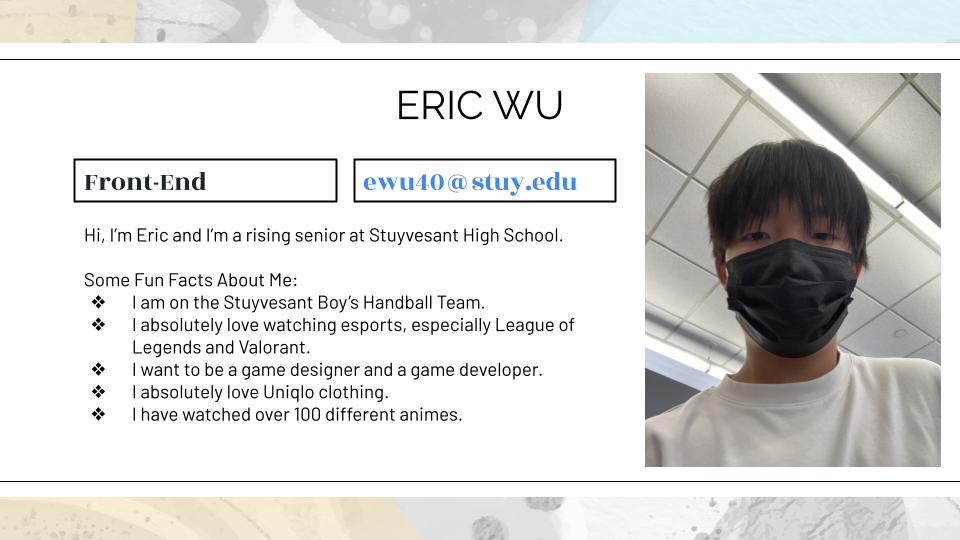 ERIC WU
Front-End
ewu40@stuy.edu
Hi, I’m Eric and I’m a rising senior at Stuyvesant High School.
Some Fun Facts About Me:
❖ I am on the Stuyvesant Boy’s Handball Team.
❖ I absolutely love watching esports, especially League of
Legends and Valorant.
❖ I want to be a game designer and a game developer.
❖ I absolutely love Uniqlo clothing.
❖ I have watched over 100 different animes.